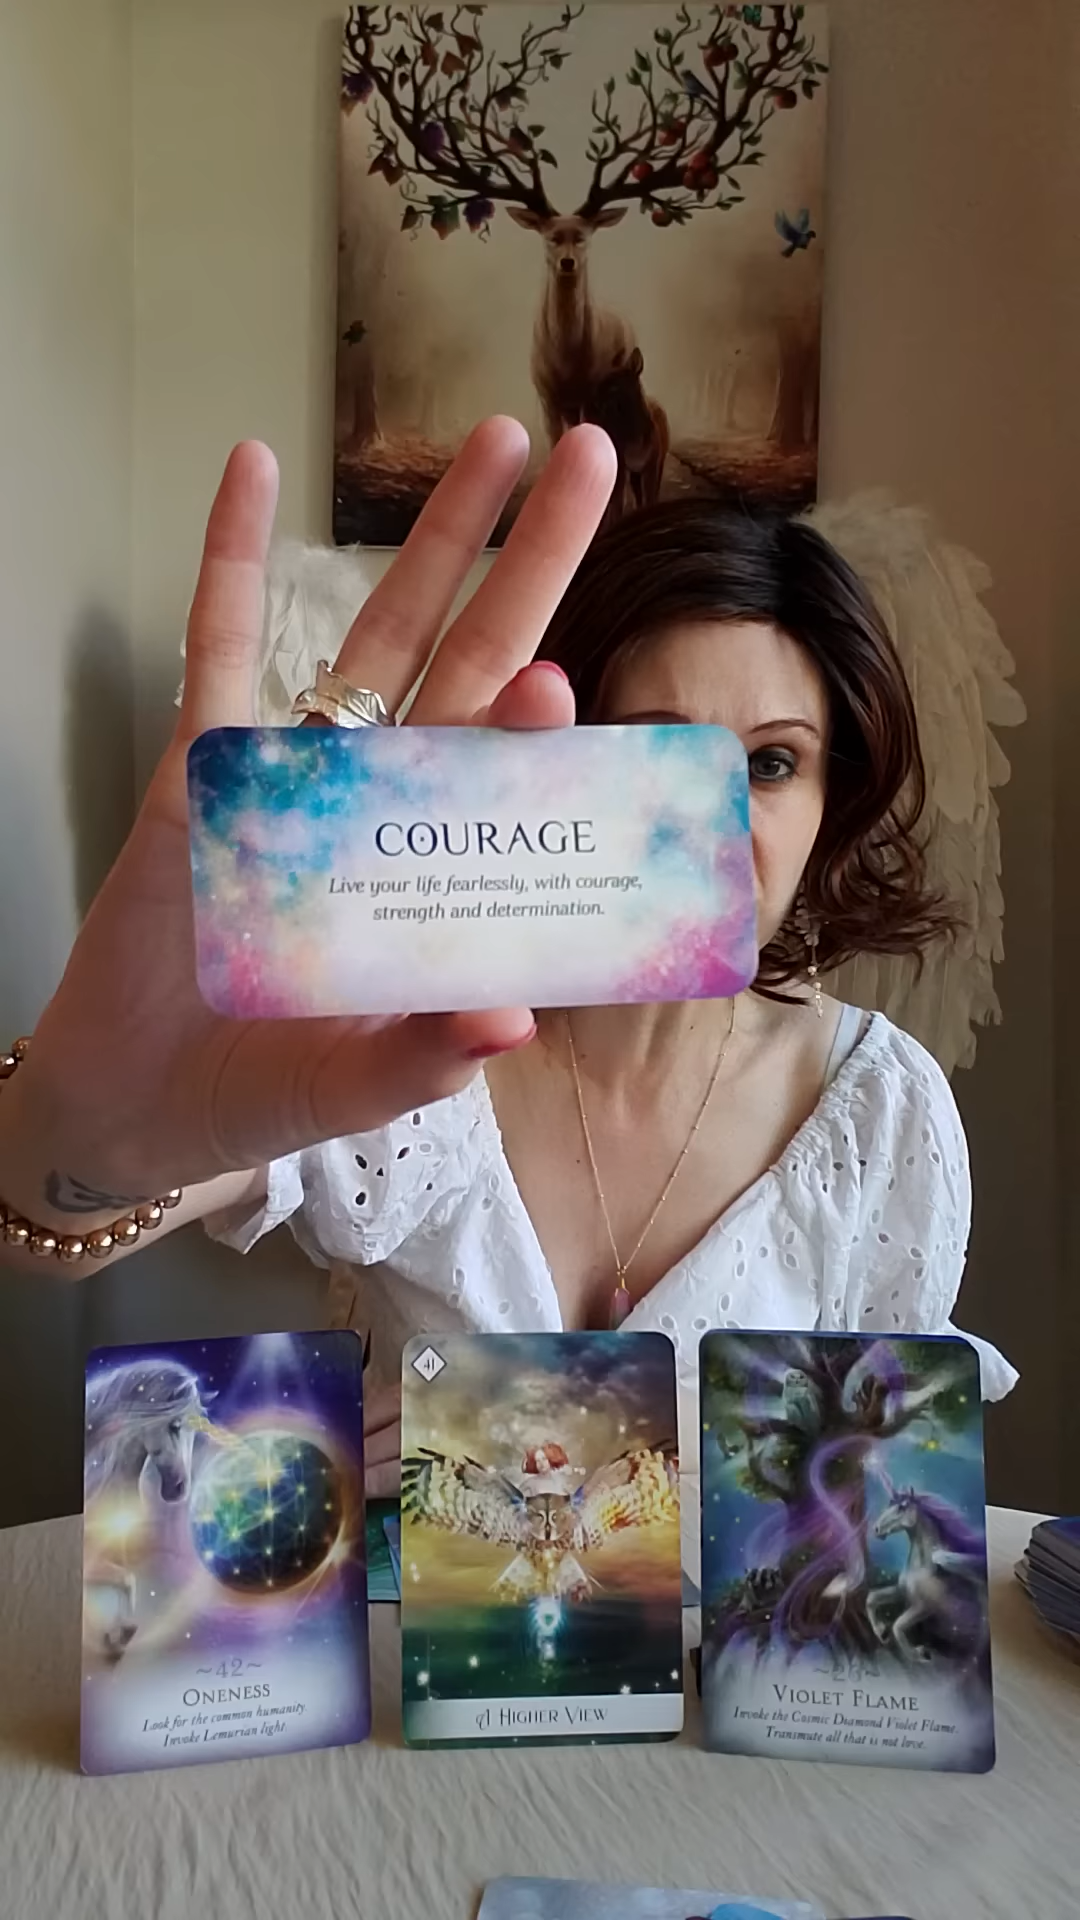 COURAGE
Live your life fearlessly, with courage,
strength and determination.
~42~
ONENESS
Look for the common humanity.
Invoke Lemurian light.
41
A HIGHER VIEW
VIOLET FLAME
Invoke the Cosmic Diamond Violet Flame.
Transmute all that is not love.